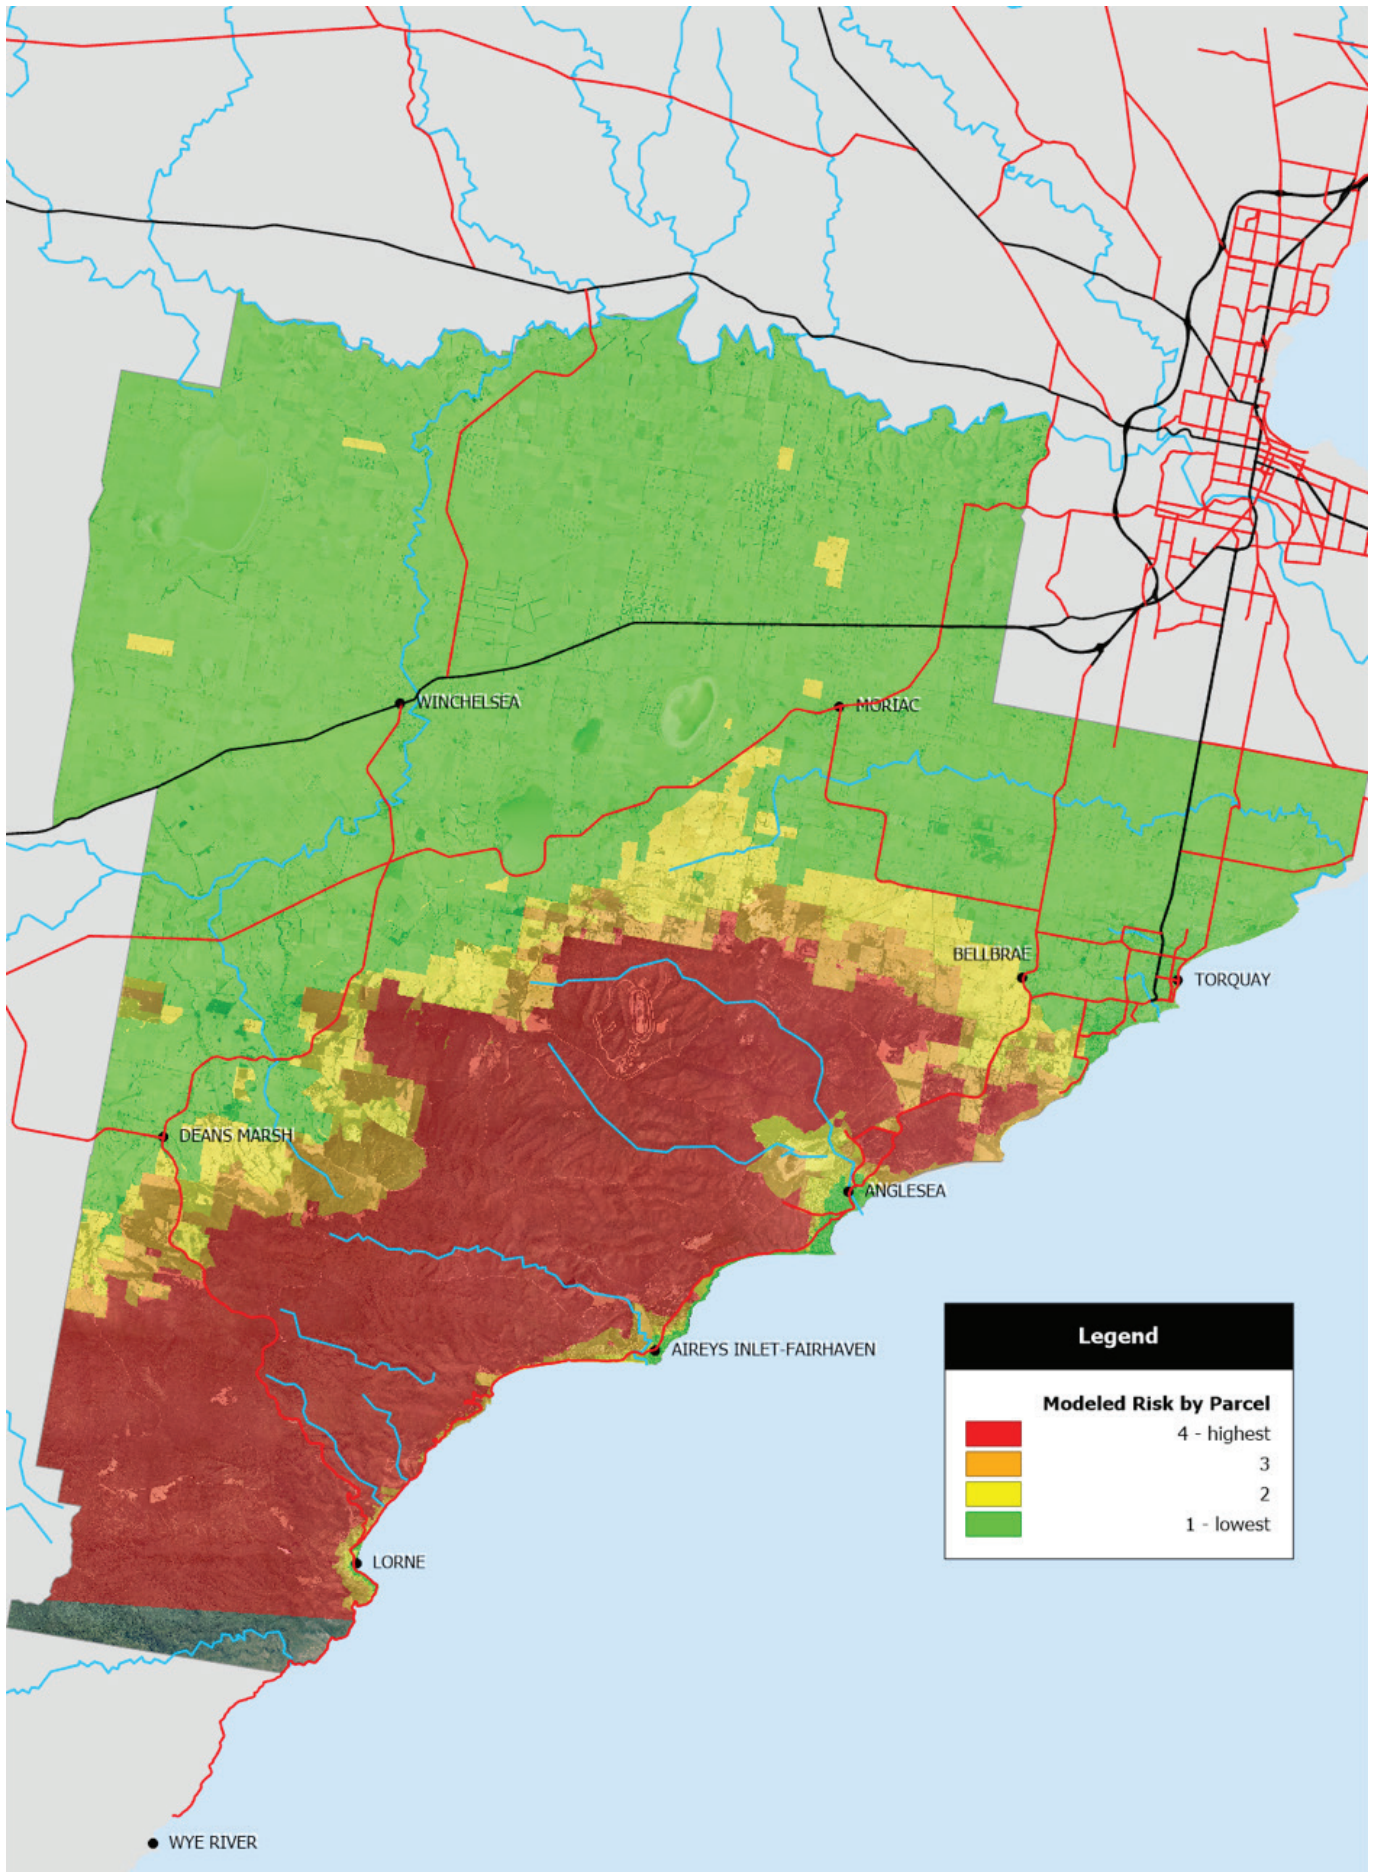 WINCHELSEA
MORIAC
BELLBRAE
TORQUAY
DEANS MARSH
ANGLESEA
AIREYS INLET-FAIRHAVEN
LORNE
WYE RIVER
Legend
Modeled Risk by Parcel
4 - highest
3
2
1 - lowest